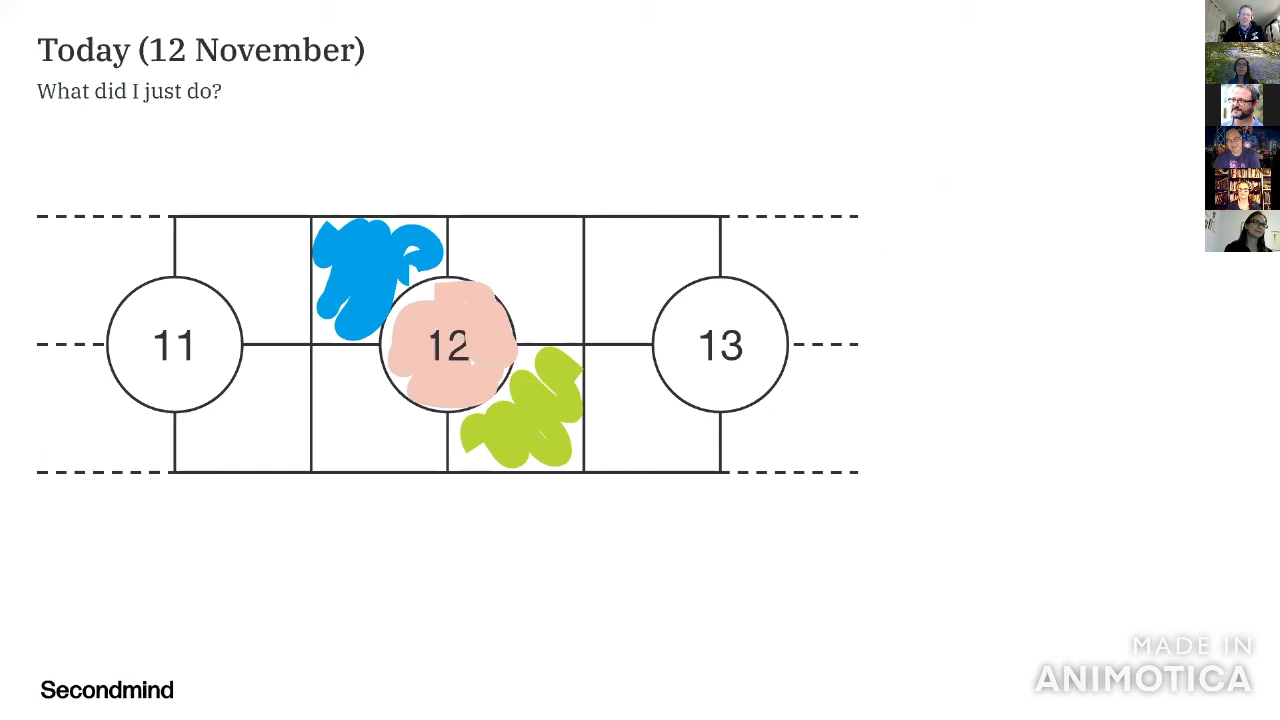 Today (12 November)
What did I just do?
11
12
13
Secondmind
MADE IN
ANIMOTICA